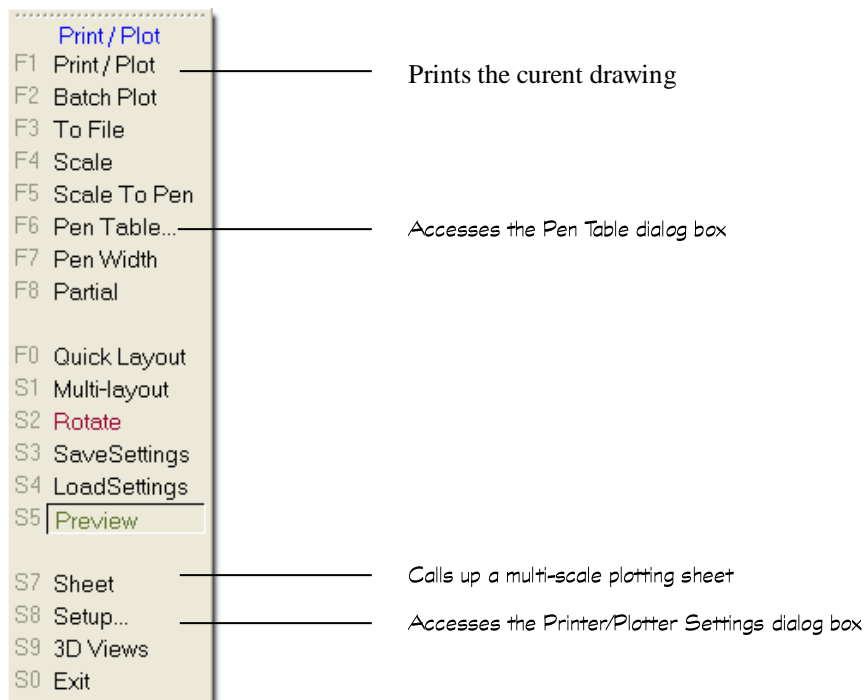 Print / Plot
F1 Print / Plot Prints the curent drawing
F2 Batch Plot
F3 To File
F4 Scale
F5 Scale To Pen
F6 Pen Table... Accesses the Pen Table dialog box
F7 Pen Width
F8 Partial
F0 Quick Layout
S1 Multi-layout
S2 Rotate
S3 SaveSettings
S4 LoadSettings
S5 Preview
S7 Sheet Calls up a multi-scale plotting sheet
S8 Setup... Accesses the Printer/Plotter Settings dialog box
S9 3D Views
S0 Exit